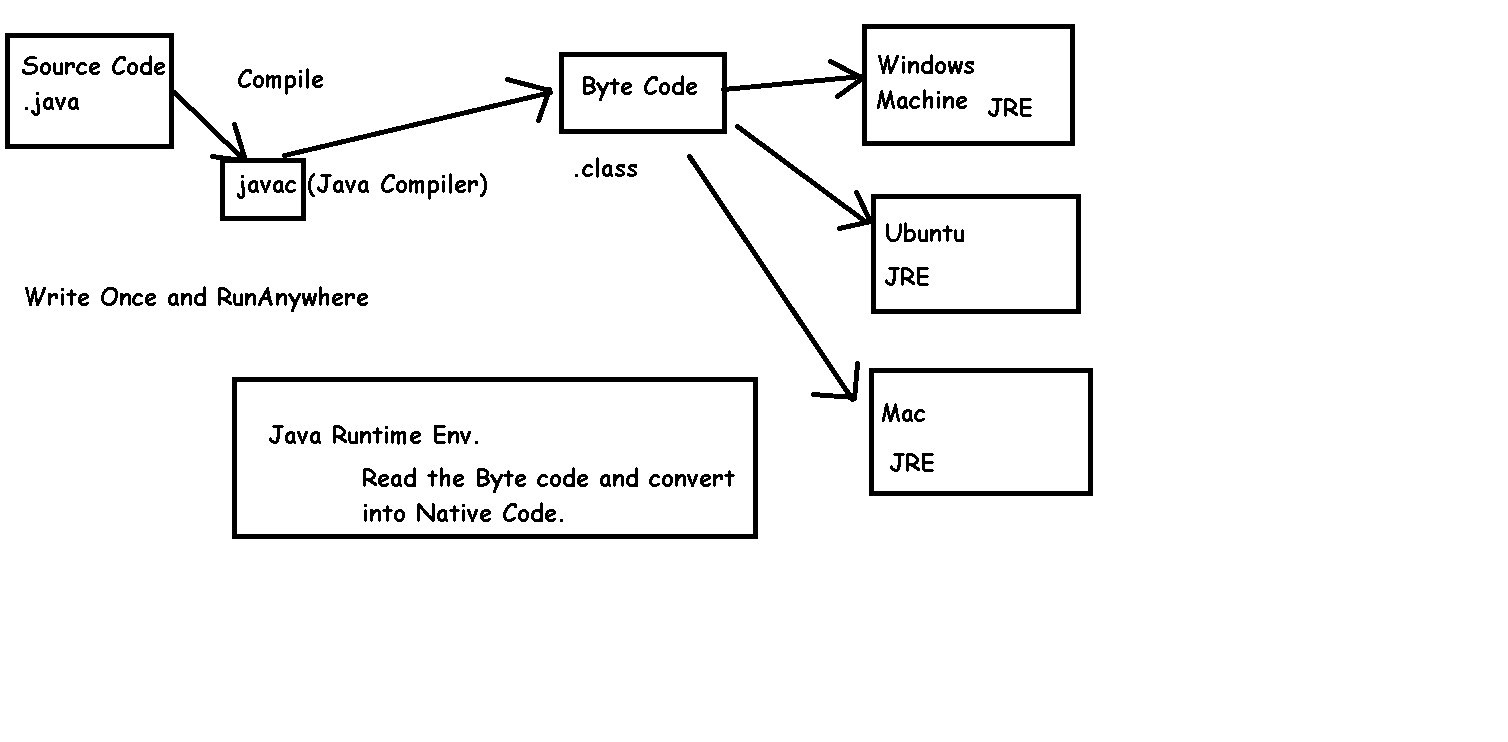 Source Code
.java
Compile
javac (Java Compiler)
Byte Code
.class
Windows
Machine JRE
Ubuntu
JRE
Mac
JRE
Write Once and RunAnywhere
Java Runtime Env.
Read the Byte code and convert
into Native Code.